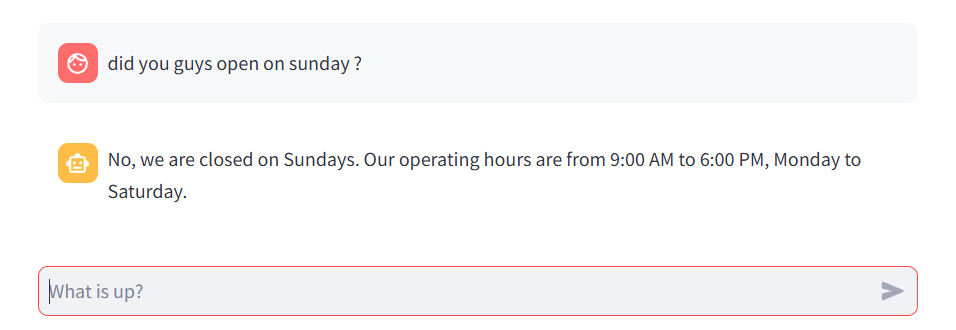 did you guys open on sunday ?
No, we are closed on Sundays. Our operating hours are from 9:00 AM to 6:00 PM, Monday to
Saturday.
What is up?